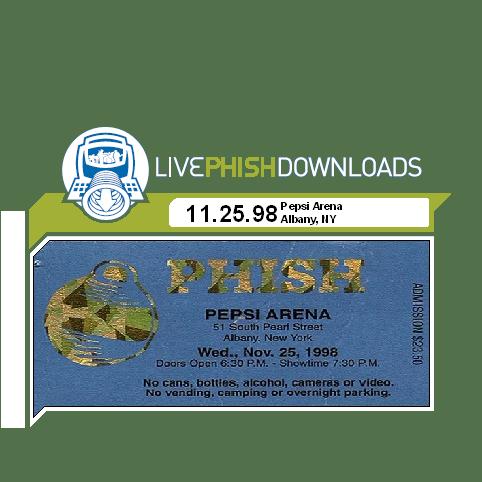 LIVEPHISHDOWNLOADS
11.25.98 Pepsi Arena
Albany, NY
PHISH
PEPSI ARENA
51 South Pearl Street
Albany, New York
Wed., Nov. 25, 1998
Doors Open 6:30 P.M. - Showtime 7:30 P.M.
No cans, bottles, alcohol, cameras or video.
No vending, camping or overnight parking.
ADMISSION $23.50